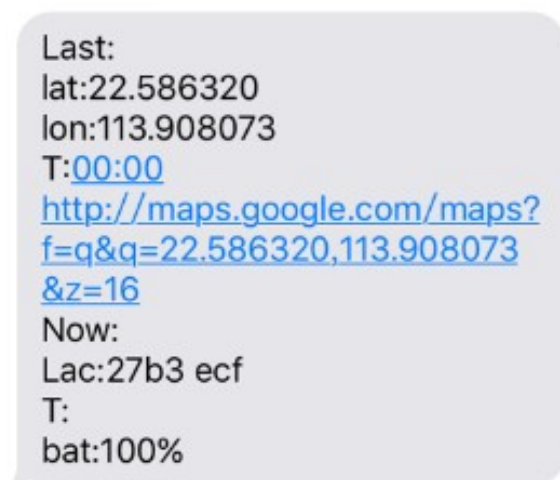 Last:
lat:22.586320
lon:113.908073
T:00:00
http://maps.google.com/maps?
f=q&q=22.586320,113.908073
&z=16
Now:
Lac:27b3 ecf
T:
bat:100%